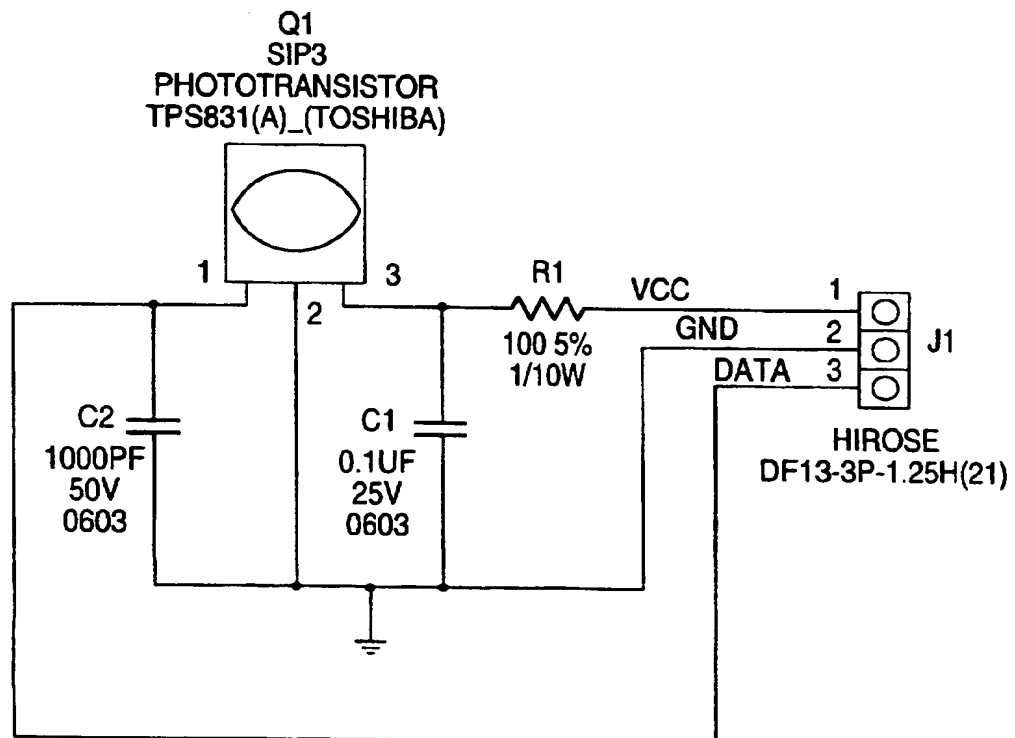 Q1
SIP3
PHOTOTRANSISTOR
TPS831(A)_(TOSHIBA)
1
2
3
R1
100 5%
1/10W
VCC
GND
DATA
1
2
3
J1
HIROSE
DF13-3P-1.25H(21)
C2
1000PF
50V
0603
C1
0.1UF
25V
0603